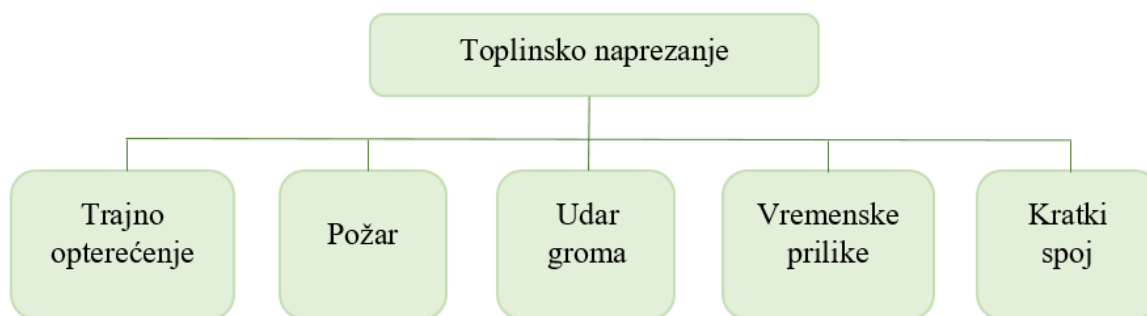 Toplinsko naprezanje
Trajno
opterećenje
Požar
Udar
groma
Vremenske
prilike
Kratki
spoj